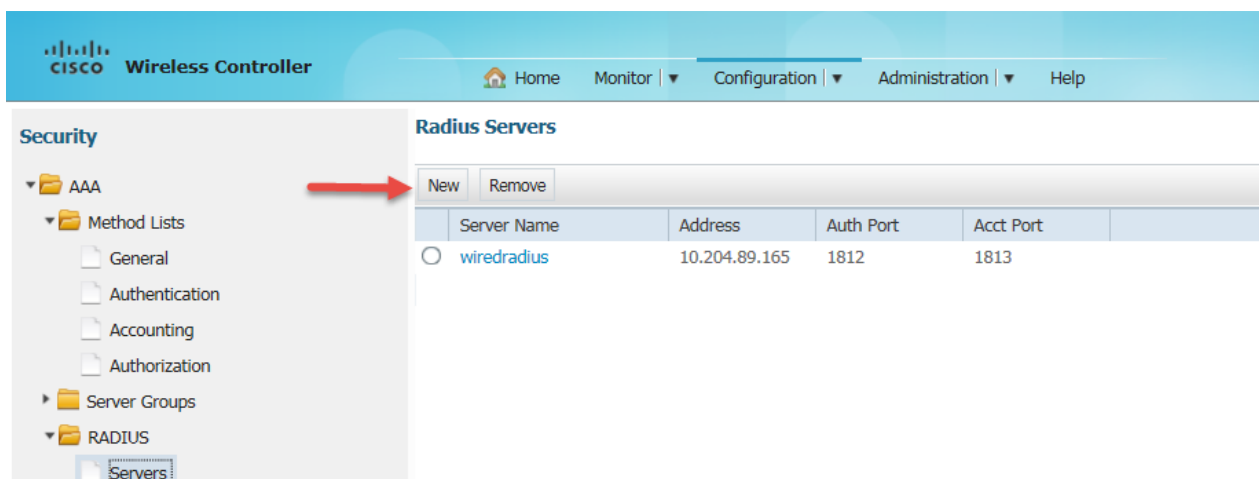 CISCO Wireless Controller
Home Monitor Configuration Administration Help
Security
AAA
Method Lists
General
Authentication
Accounting
Authorization
Server Groups
RADIUS
Servers
Radius Servers
New Remove
Server Name Address Auth Port Acct Port
wiredradius 10.204.89.165 1812 1813